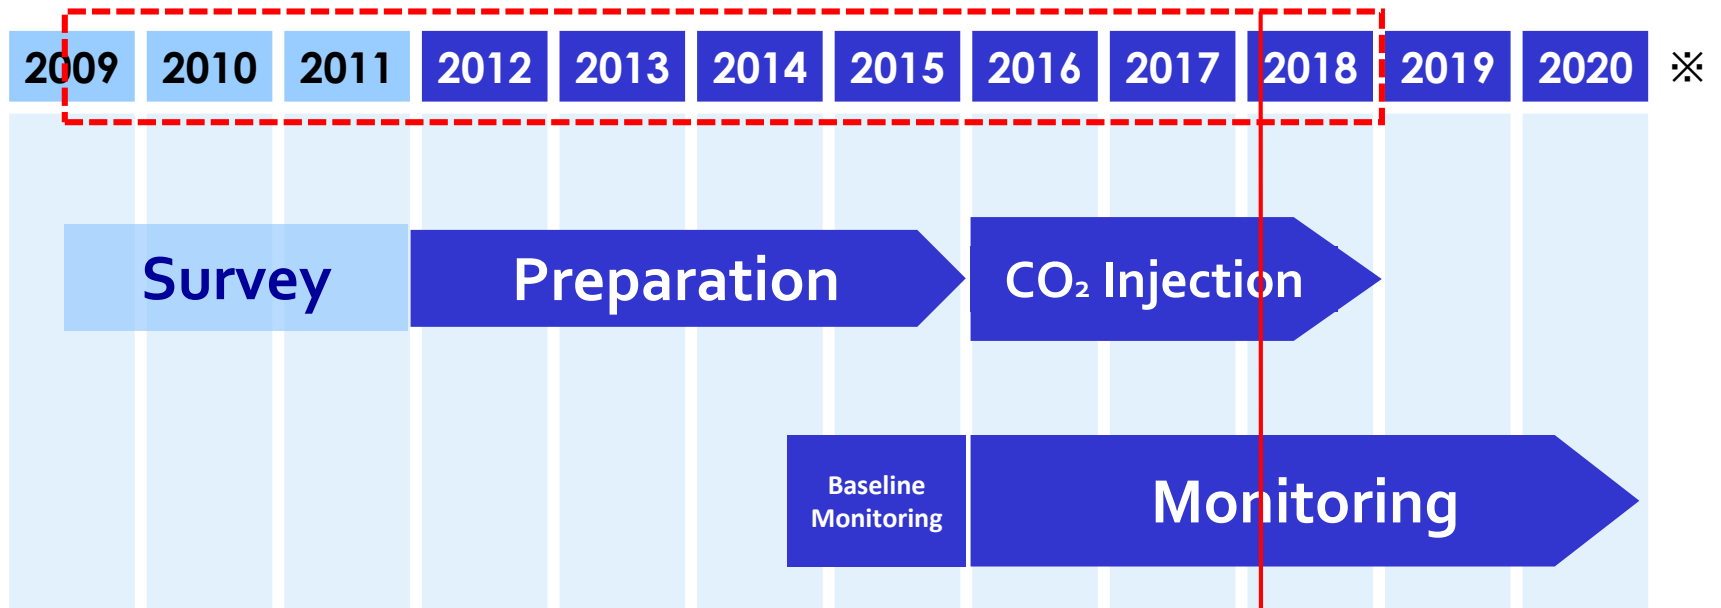 2009 2010 2011 2012 2013 2014 2015 2016 2017 2018 2019 2020 ※
Survey Preparation CO₂ Injection
Baseline
Monitoring
Monitoring